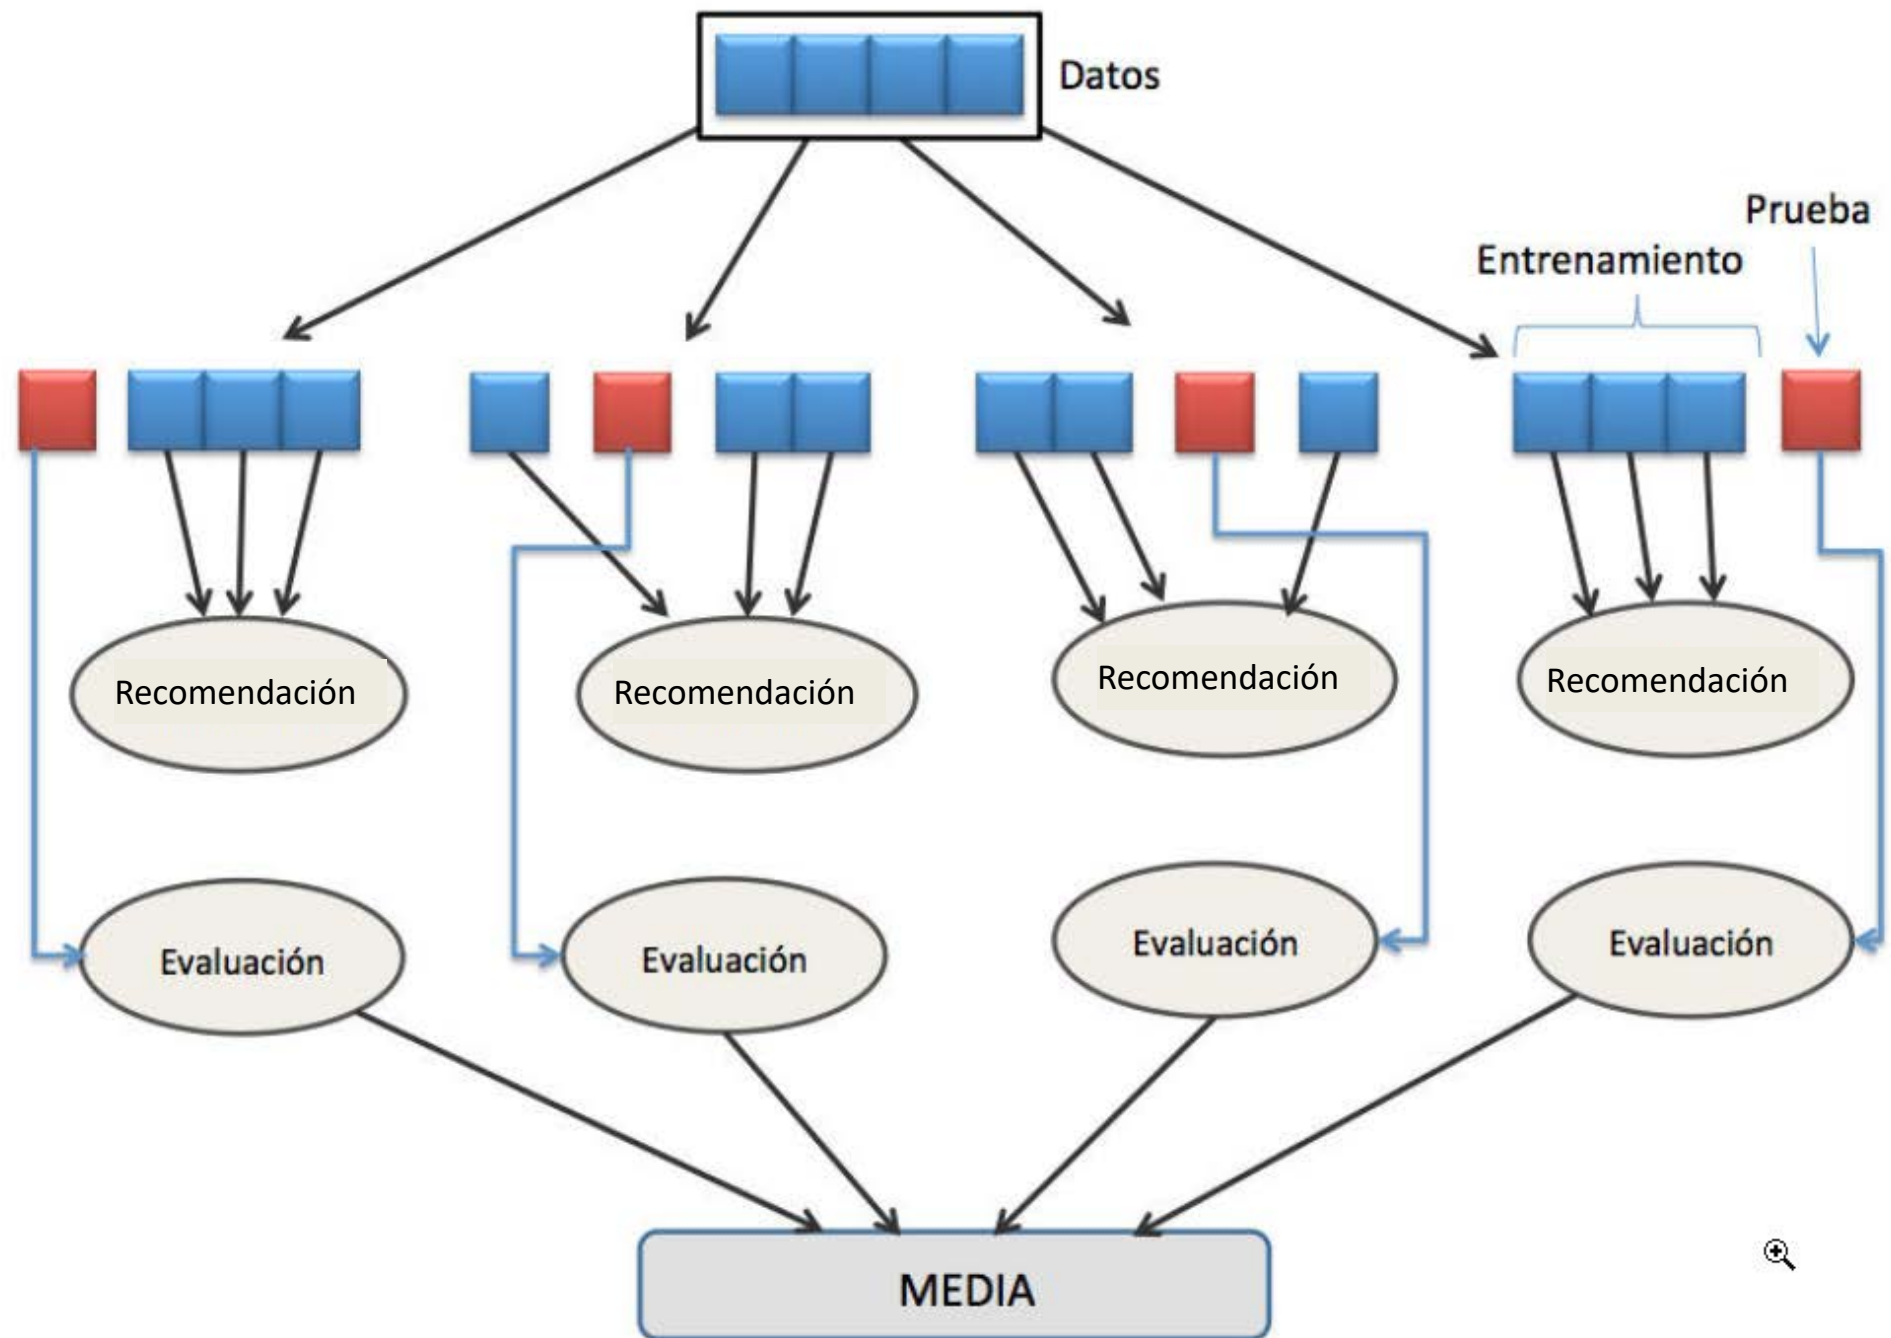 Datos
Prueba
Entrenamiento
Recomendación
Recomendación
Recomendación
Recomendación
Evaluación
Evaluación
Evaluación
Evaluación
MEDIA